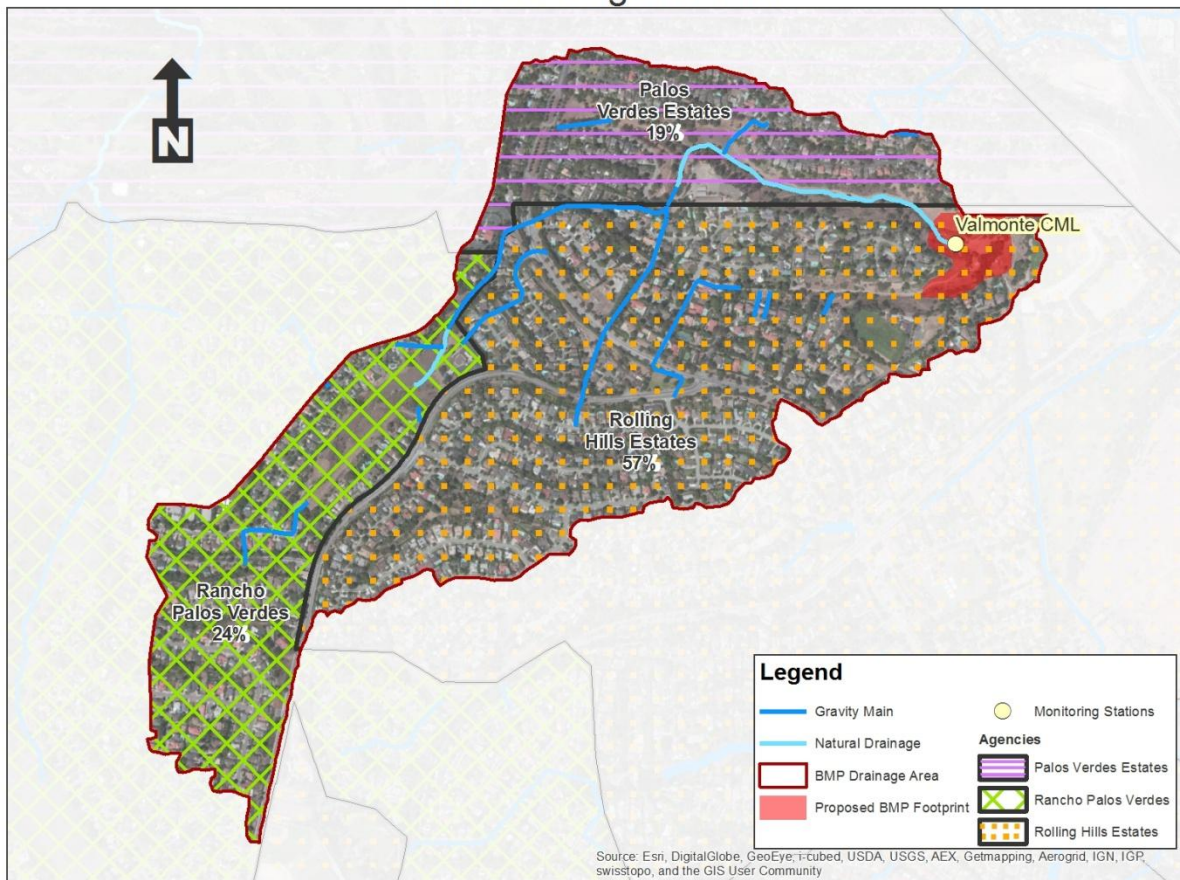 N
Palos
Verdes Estates
19%
Valmonte CML
Rolling
Hills Estates
57%
Rancho
Palos Verdes
24%
Legend
Gravity Main
Natural Drainage
BMP Drainage Area
Proposed BMP Footprint
Monitoring Stations
Agencies
Palos Verdes Estates
Rancho Palos Verdes
Rolling Hills Estates
Source: Esri, DigitalGlobe, GeoEye, i-cubed, USDA, USGS, AEX, Getmapping, Aerogrid, IGN, IGP,
swisstopo, and the GIS User Community